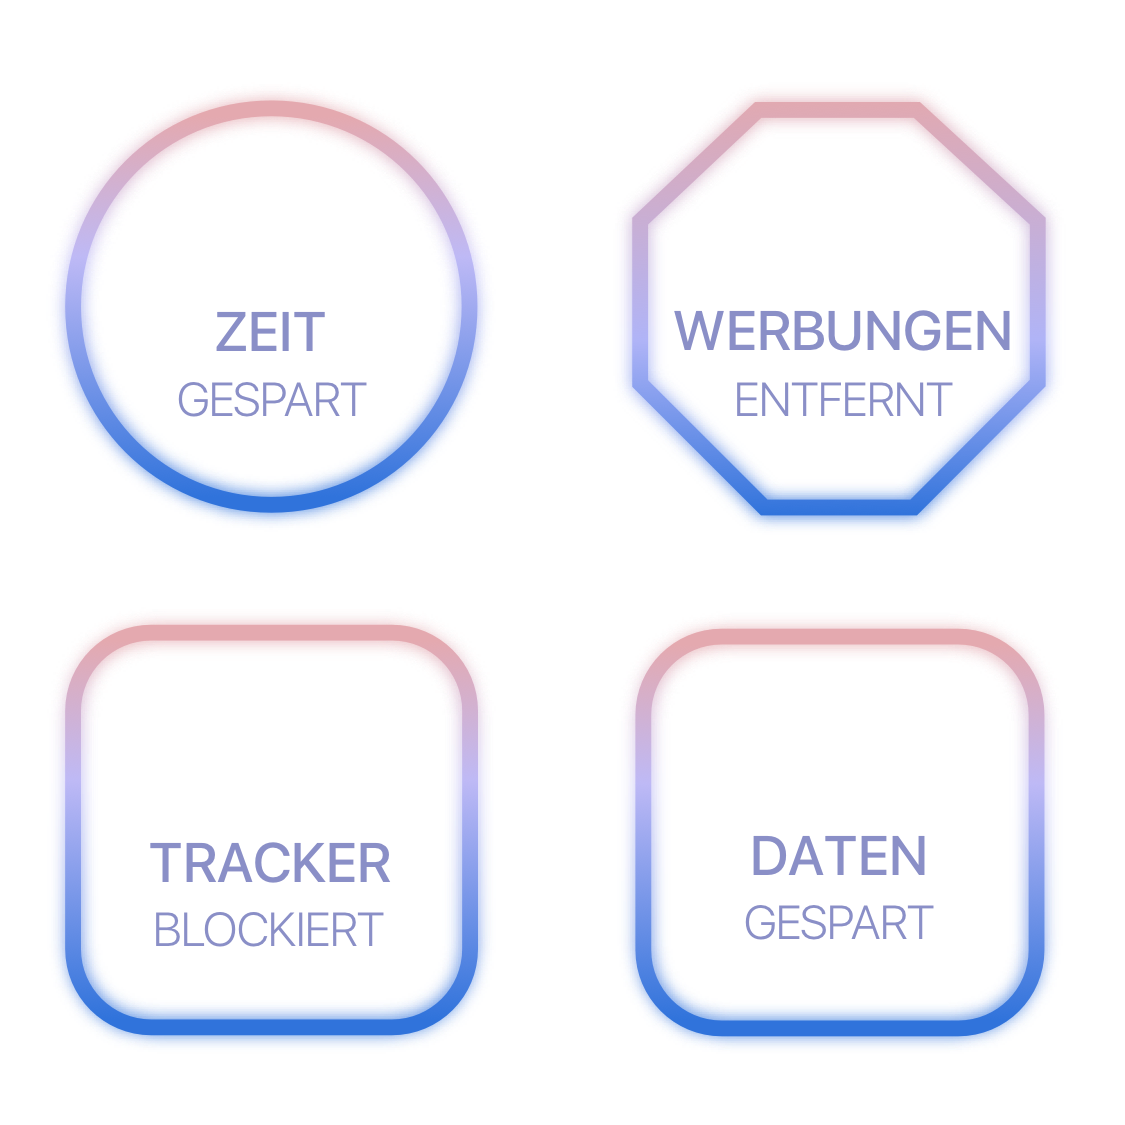 ZEIT
GESPART
WERBUNGEN
ENTFERNT
TRACKER
BLOCKIERT
DATEN
GESPART